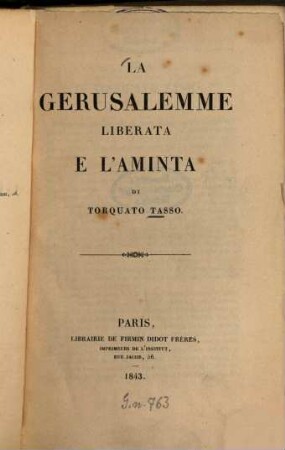 LA
GERUSALEMME
LIBERATA
E L'AMINTA
DI
TORQUATO TASSO.
PARIS,
LIBRAIRIE DE FIRMIN DIDOT FRÈRES,
IMPRIMEURS DE L'INSTITUT,
RUE JACOB, 56.
1843.
J.n. 763